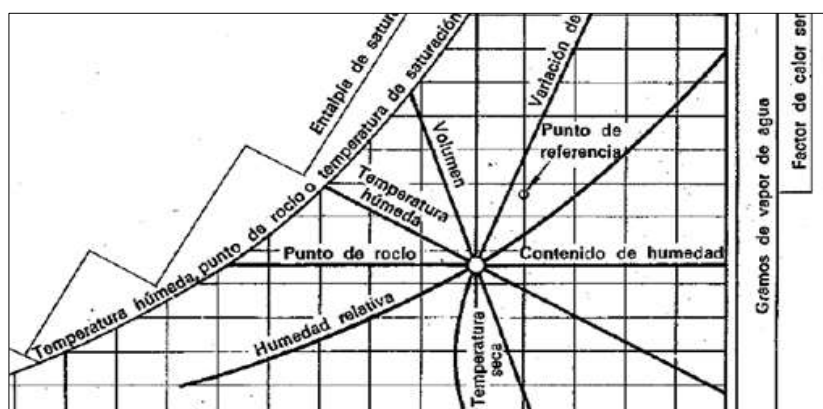 Entalpia de satur
Temperatura húmeda, punto de rocío o temperatura de saturación
Variación de
Volumen
Punto de
referencia
Temperatura
húmeda
Punto de rocío
Contenido de humedad
Humedad relativa
Temperatura
seca
Gramos de vapor de agua
Factor de calor sen